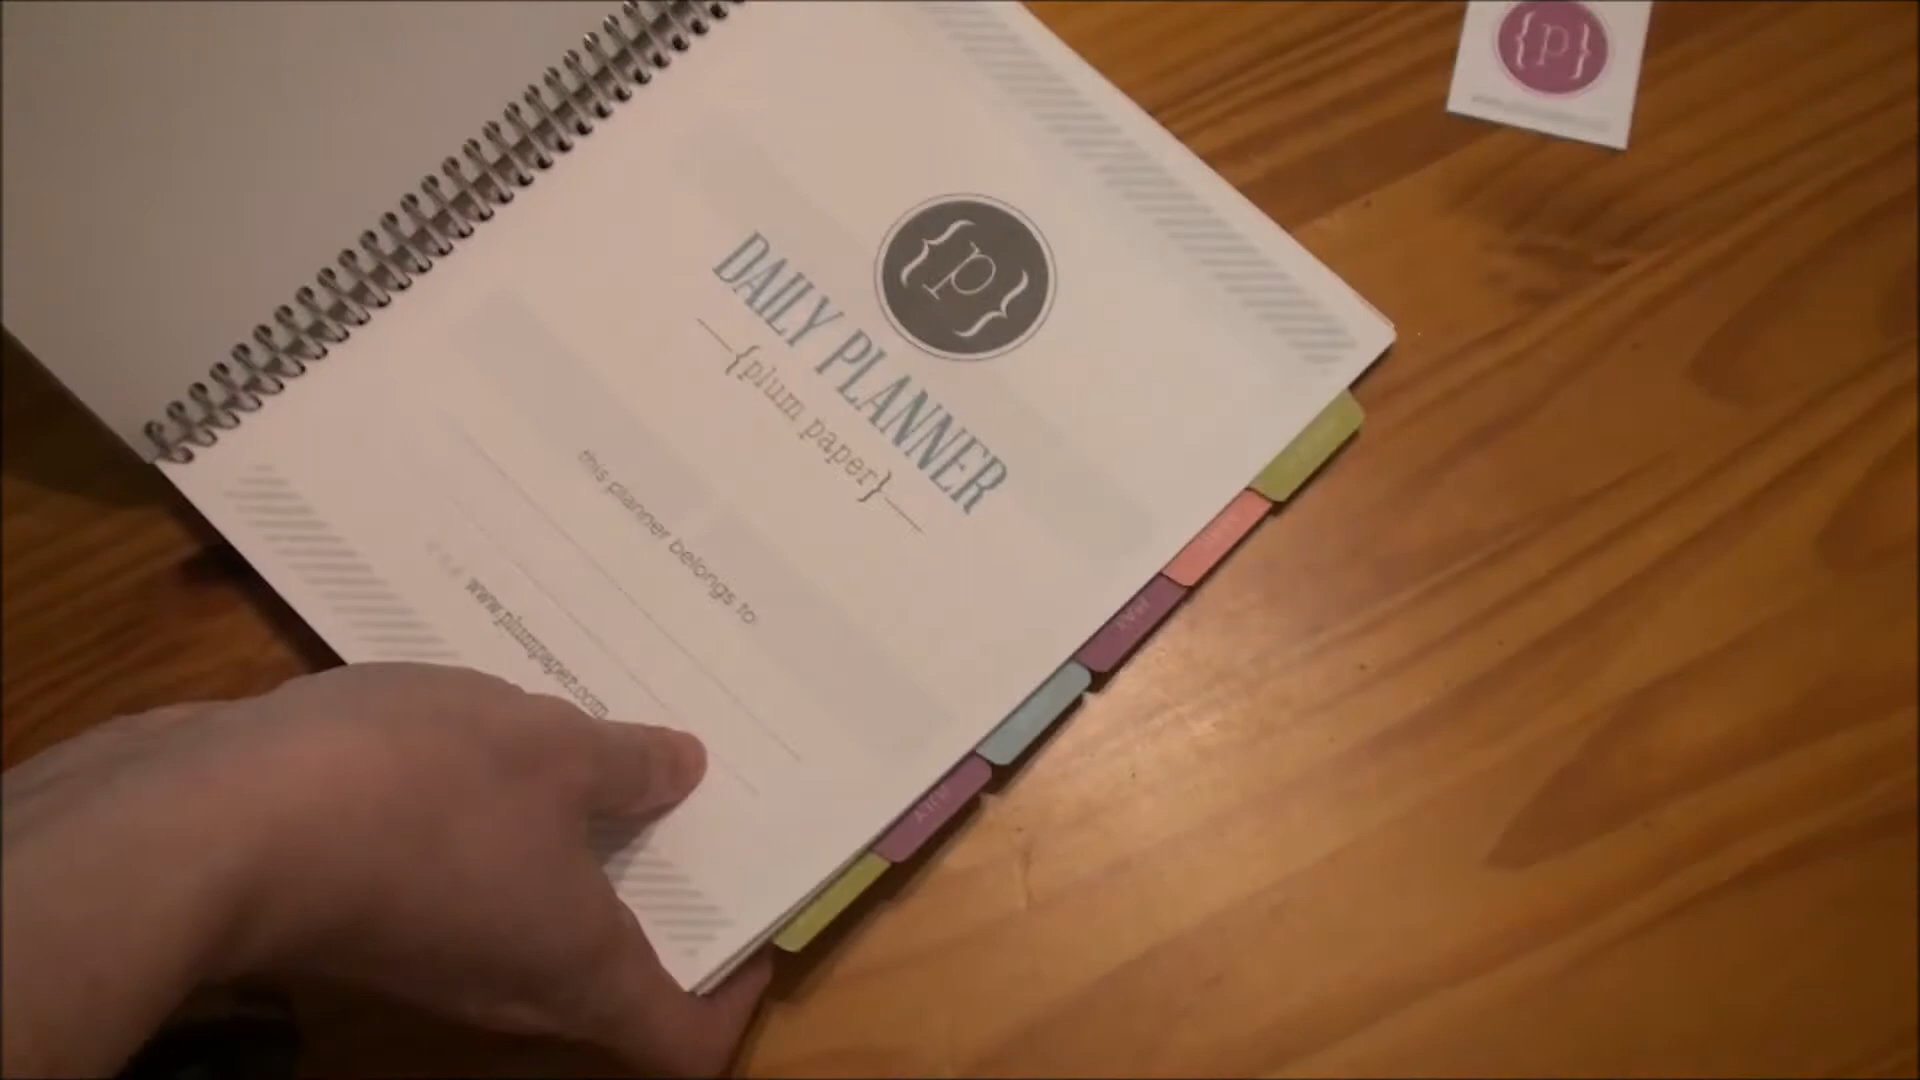 {p}
{p}
DAILY PLANNER
{plum paper}
this planner belongs to
www.plumpaper.com
MAY
JULY